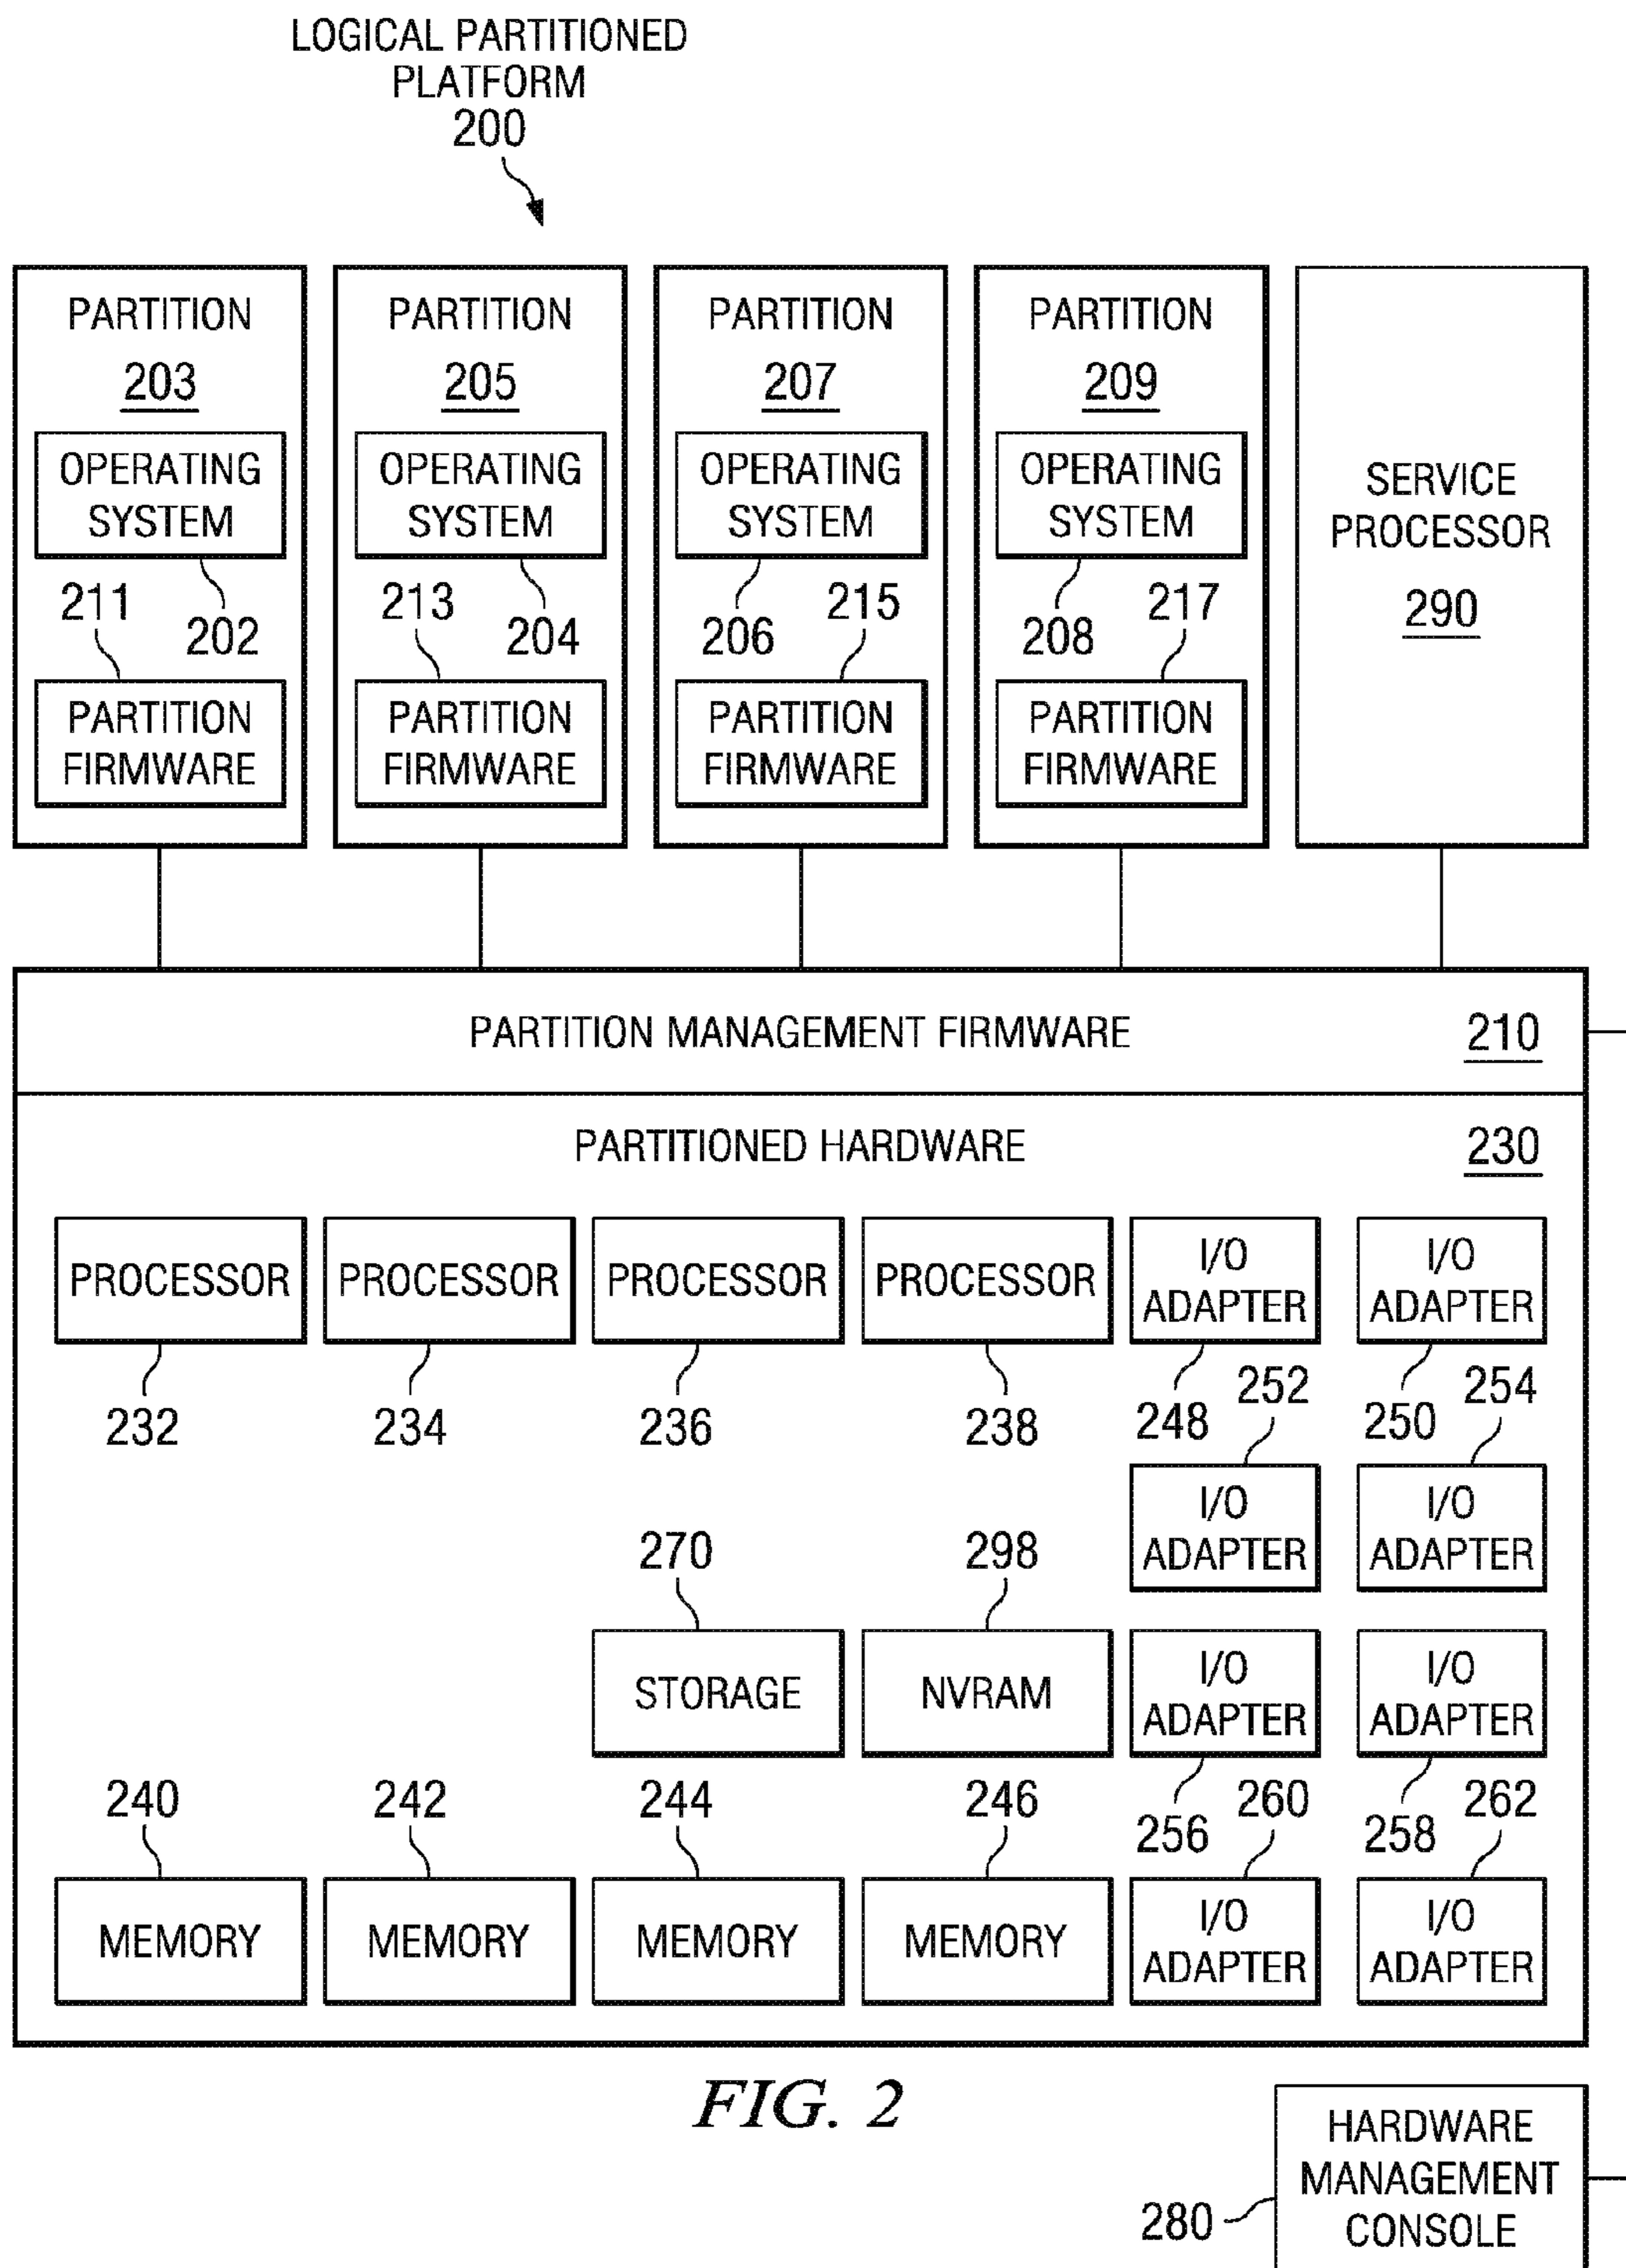 LOGICAL PARTITIONED
PLATFORM
200
PARTITION
203
OPERATING
SYSTEM
211
202
PARTITION
FIRMWARE
PARTITION
205
OPERATING
SYSTEM
213
204
PARTITION
FIRMWARE
PARTITION
207
OPERATING
SYSTEM
206
215
PARTITION
FIRMWARE
PARTITION
209
OPERATING
SYSTEM
208
217
PARTITION
FIRMWARE
SERVICE
PROCESSOR
290
PARTITION MANAGEMENT FIRMWARE
210
PARTITIONED HARDWARE
230
PROCESSOR
232
PROCESSOR
234
PROCESSOR
236
PROCESSOR
238
I/O
ADAPTER
248
I/O
ADAPTER
250
252
I/O
ADAPTER
254
I/O
ADAPTER
270
STORAGE
298
NVRAM
I/O
ADAPTER
256
I/O
ADAPTER
258
240
MEMORY
242
MEMORY
244
MEMORY
246
MEMORY
260
I/O
ADAPTER
262
I/O
ADAPTER
FIG. 2
HARDWARE
MANAGEMENT
CONSOLE
280